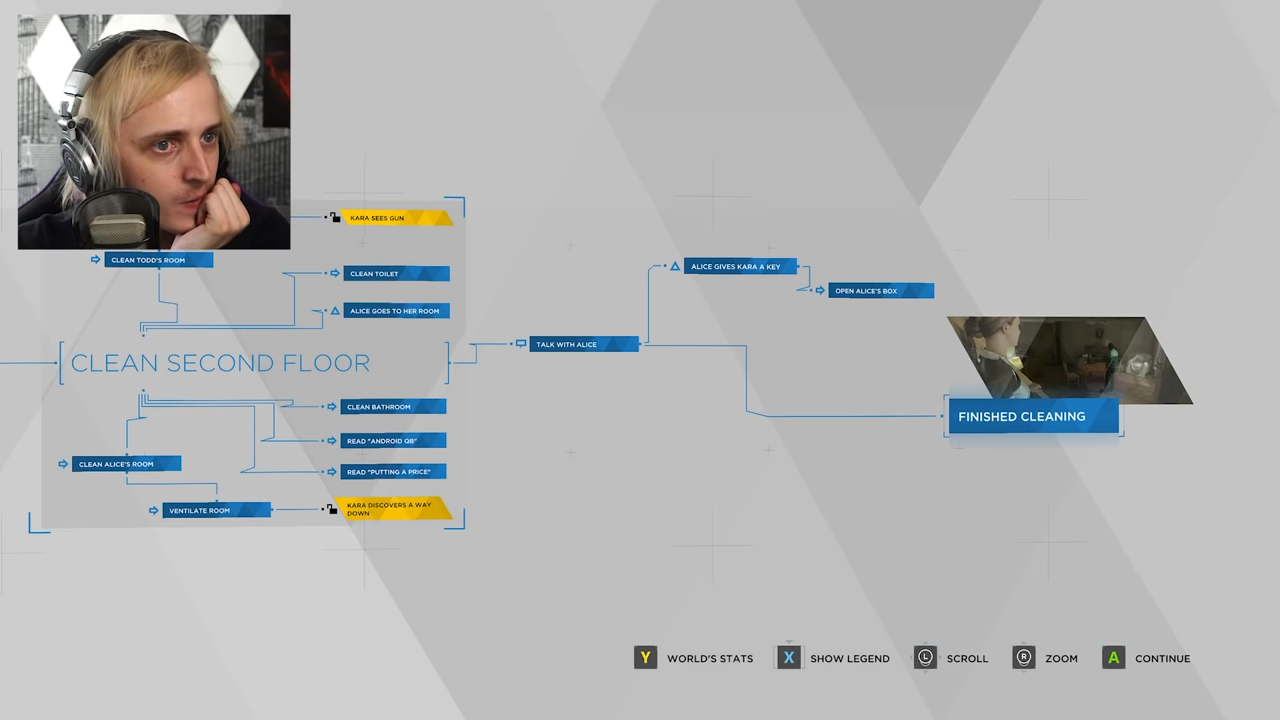 KARA SEES GUN
CLEAN TODD'S ROOM
CLEAN TOILET
ALICE GOES TO HER ROOM
CLEAN SECOND FLOOR
TALK WITH ALICE
ALICE GIVES KARA A KEY
OPEN ALICE'S BOX
FINISHED CLEANING
CLEAN BATHROOM
READ "ANDROID QB"
READ "PUTTING A PRICE"
CLEAN ALICE'S ROOM
VENTILATE ROOM
KARA DISCOVERS A WAY
DOWN
Y WORLD'S STATS X SHOW LEGEND L SCROLL R ZOOM A CONTINUE